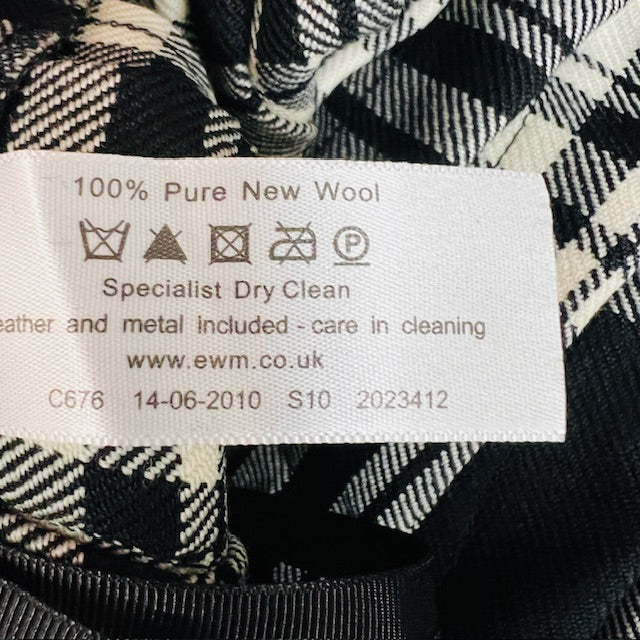 100% Pure New Wool
P
Specialist Dry Clean
eather and metal included - care in cleaning
www.ewm.co.uk
C676 14-06-2010 S10 2023412